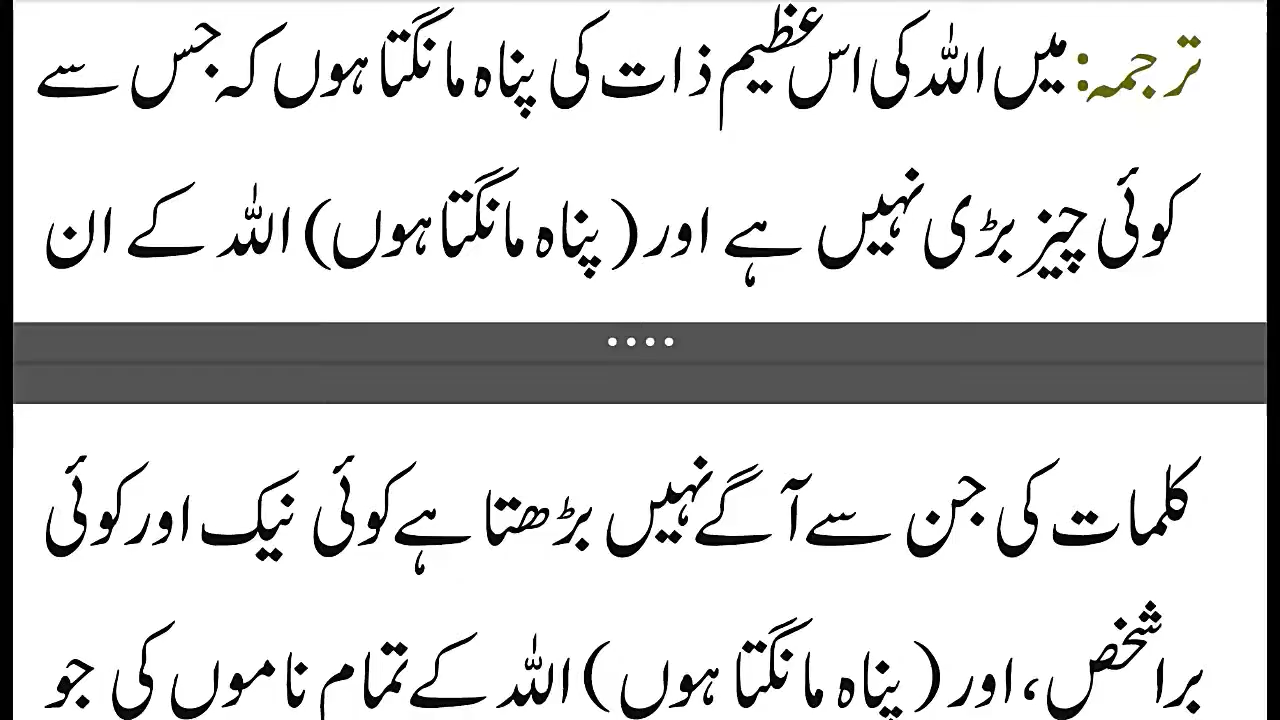 ترجمہ: میں اللہ کی اس عظیم ذات کی پناہ مانگتا ہوں کہ جس سے
کوئی چیز بڑی نہیں ہے اور (پناہ مانگتا ہوں) اللہ کے ان
کلمات کی جن سے آگے نہیں بڑھتا ہے کوئی نیک اور کوئی
برا شخص، اور (پناہ مانگتا ہوں) اللہ کے تمام ناموں کی جو